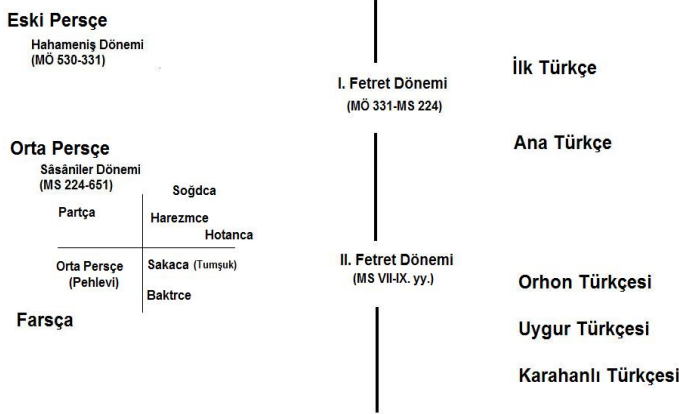 Eski Persçe
Hahameniş Dönemi
(MÖ 530-331)
Orta Persçe
Sâsânîler Dönemi
(MS 224-651)
Soğdca
Partça
Harezmce
Hotanca
Orta Persçe
(Pehlevi)
Sakaca (Tumşuk)
Baktrce
Farsça
I. Fetret Dönemi
(MÖ 331-MS 224)
II. Fetret Dönemi
(MS VII-IX. yy.)
İlk Türkçe
Ana Türkçe
Orhon Türkçesi
Uygur Türkçesi
Karahanlı Türkçesi